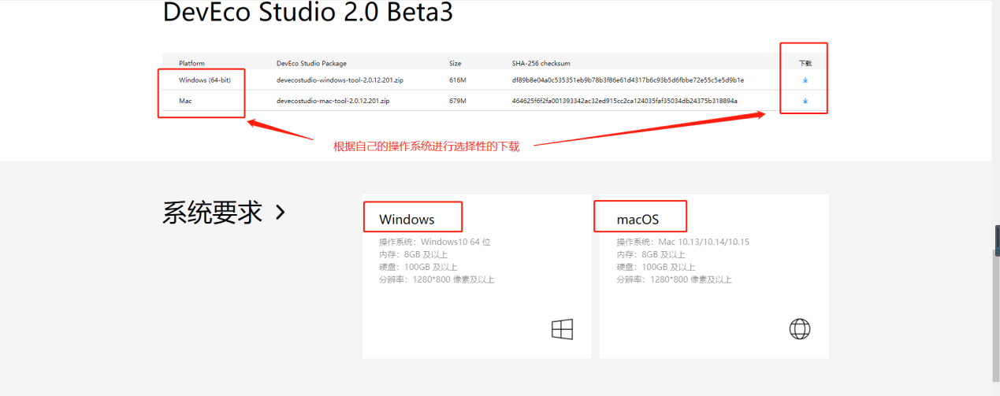 DevEco Studio 2.0 Beta3
Platform DevEco Studio Package Size SHA-256 checksum 下载
Windows (64-bit) devecostudio-windows-tool-2.0.12.201.zip 616M df89b8e04a0c535351eb9b78b3f86e61d4317b6c93b5d6fbbe72e55c5e5d9b1e
Mac devecostudio-mac-tool-2.0.12.201.zip 679M 464625f6f2fa001393342ac32ed915cc2ca124035faf35034db24375b318894a
根据自己的操作系统进行选择性的下载
系统要求
Windows
操作系统：Windows10 64 位
内存：8GB 及以上
硬盘：100GB 及以上
分辨率：1280*800 像素及以上
macOS
操作系统：Mac 10.13/10.14/10.15
内存：8GB 及以上
硬盘：100GB 及以上
分辨率：1280*800 像素及以上